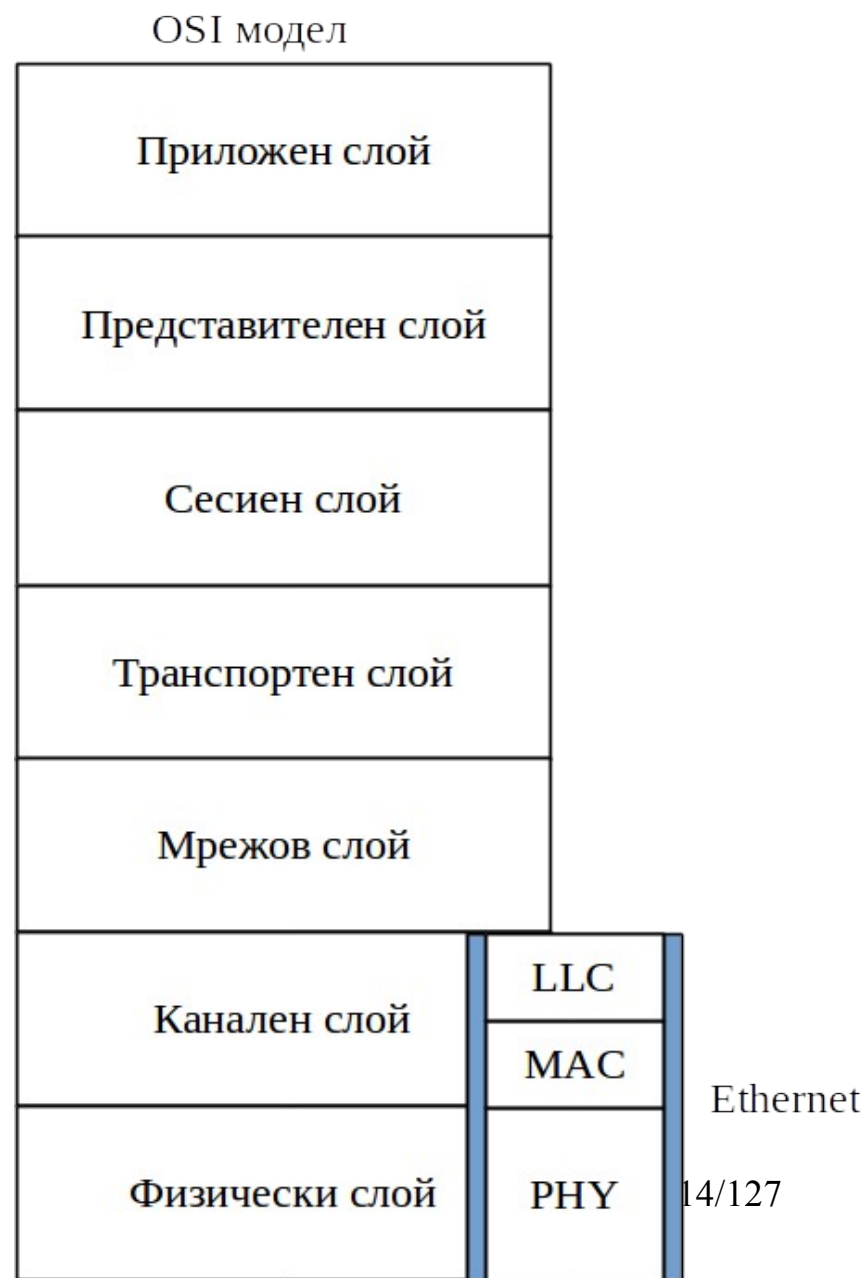 OSI модел
Приложен слой
Представителен слой
Сесиен слой
Транспортен слой
Мрежов слой
Канален слой
LLC
MAC
Ethernet
Физически слой
PHY
14/127